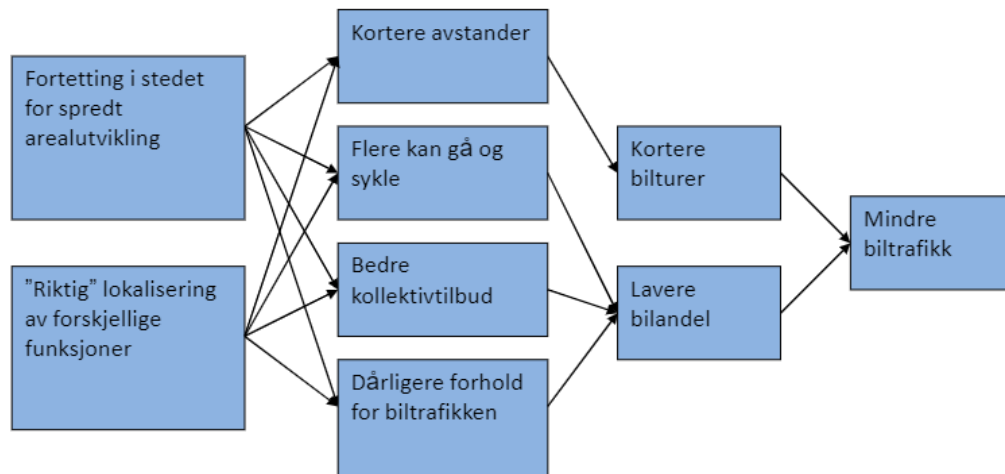 Fortetting i stedet
for spredt
arealutvikling
"Riktig" lokalisering
av forskjellige
funksjoner
Kortere avstander
Flere kan gå og
sykle
Bedre
kollektivtilbud
Dårligere forhold
for biltrafikken
Kortere
bilturer
Lavere
bilandel
Mindre
biltrafikk